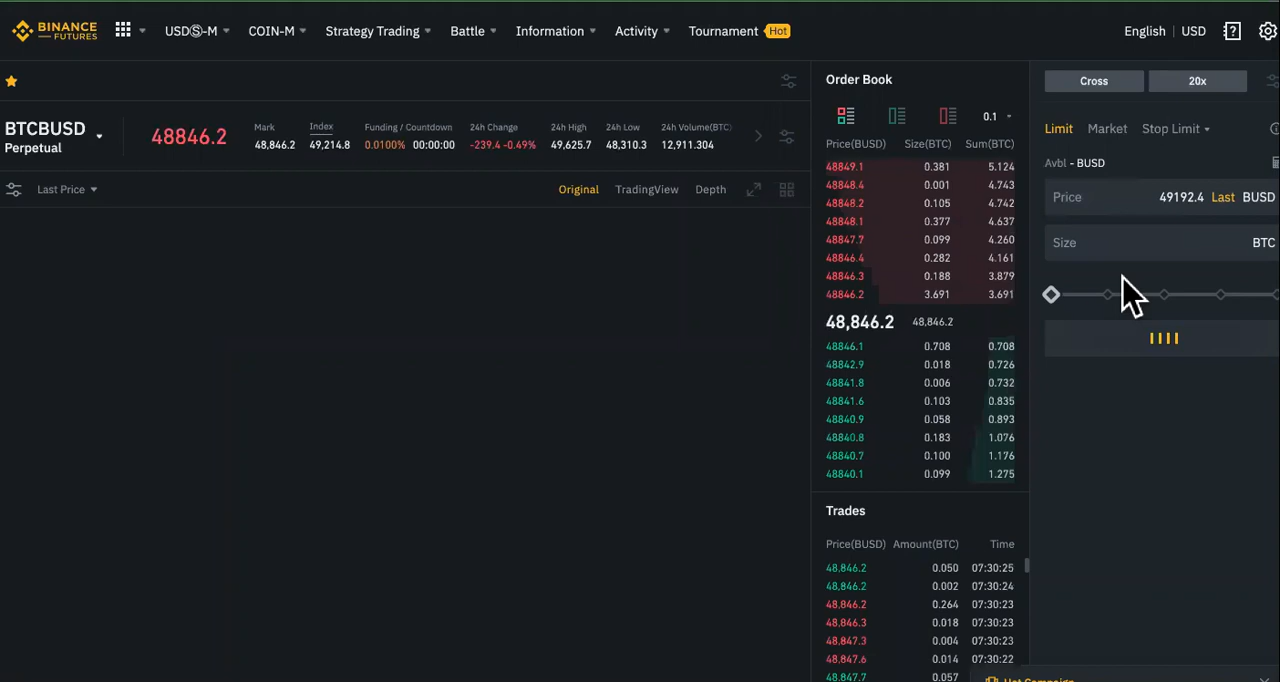 BINANCE FUTURES USDⓈ-M COIN-M Strategy Trading Battle Information Activity Tournament Hot English USD
BTCBUSD
Perpetual
48846.2
Mark
48,846.2
Index
49,214.8
Funding / Countdown
0.0100% 00:00:00
24h Change
-239.4 -0.49%
24h High
49,625.7
24h Low
48,310.3
24h Volume(BTC)
12,911.304
Last Price Original TradingView Depth
Order Book
0.1
Price(BUSD) Size(BTC) Sum(BTC)
48849.1 0.381 5.124
48848.4 0.001 4.743
48848.2 0.105 4.742
48848.1 0.377 4.637
48847.7 0.099 4.260
48846.4 0.282 4.161
48846.3 0.188 3.879
48846.2 3.691 3.691
48,846.2 48,846.2
48846.1 0.708 0.708
48842.9 0.018 0.726
48841.8 0.006 0.732
48841.6 0.103 0.835
48840.9 0.058 0.893
48840.8 0.183 1.076
48840.7 0.100 1.176
48840.1 0.099 1.275
Trades
Price(BUSD) Amount(BTC) Time
48,846.2 0.050 07:30:25
48,846.2 0.002 07:30:24
48,846.2 0.264 07:30:23
48,846.3 0.018 07:30:23
48,847.3 0.004 07:30:23
48,847.6 0.014 07:30:22
48,847.7 0.057
Cross 20x
Limit Market Stop Limit
Avbl - BUSD
Price 49192.4 Last BUSD
Size BTC